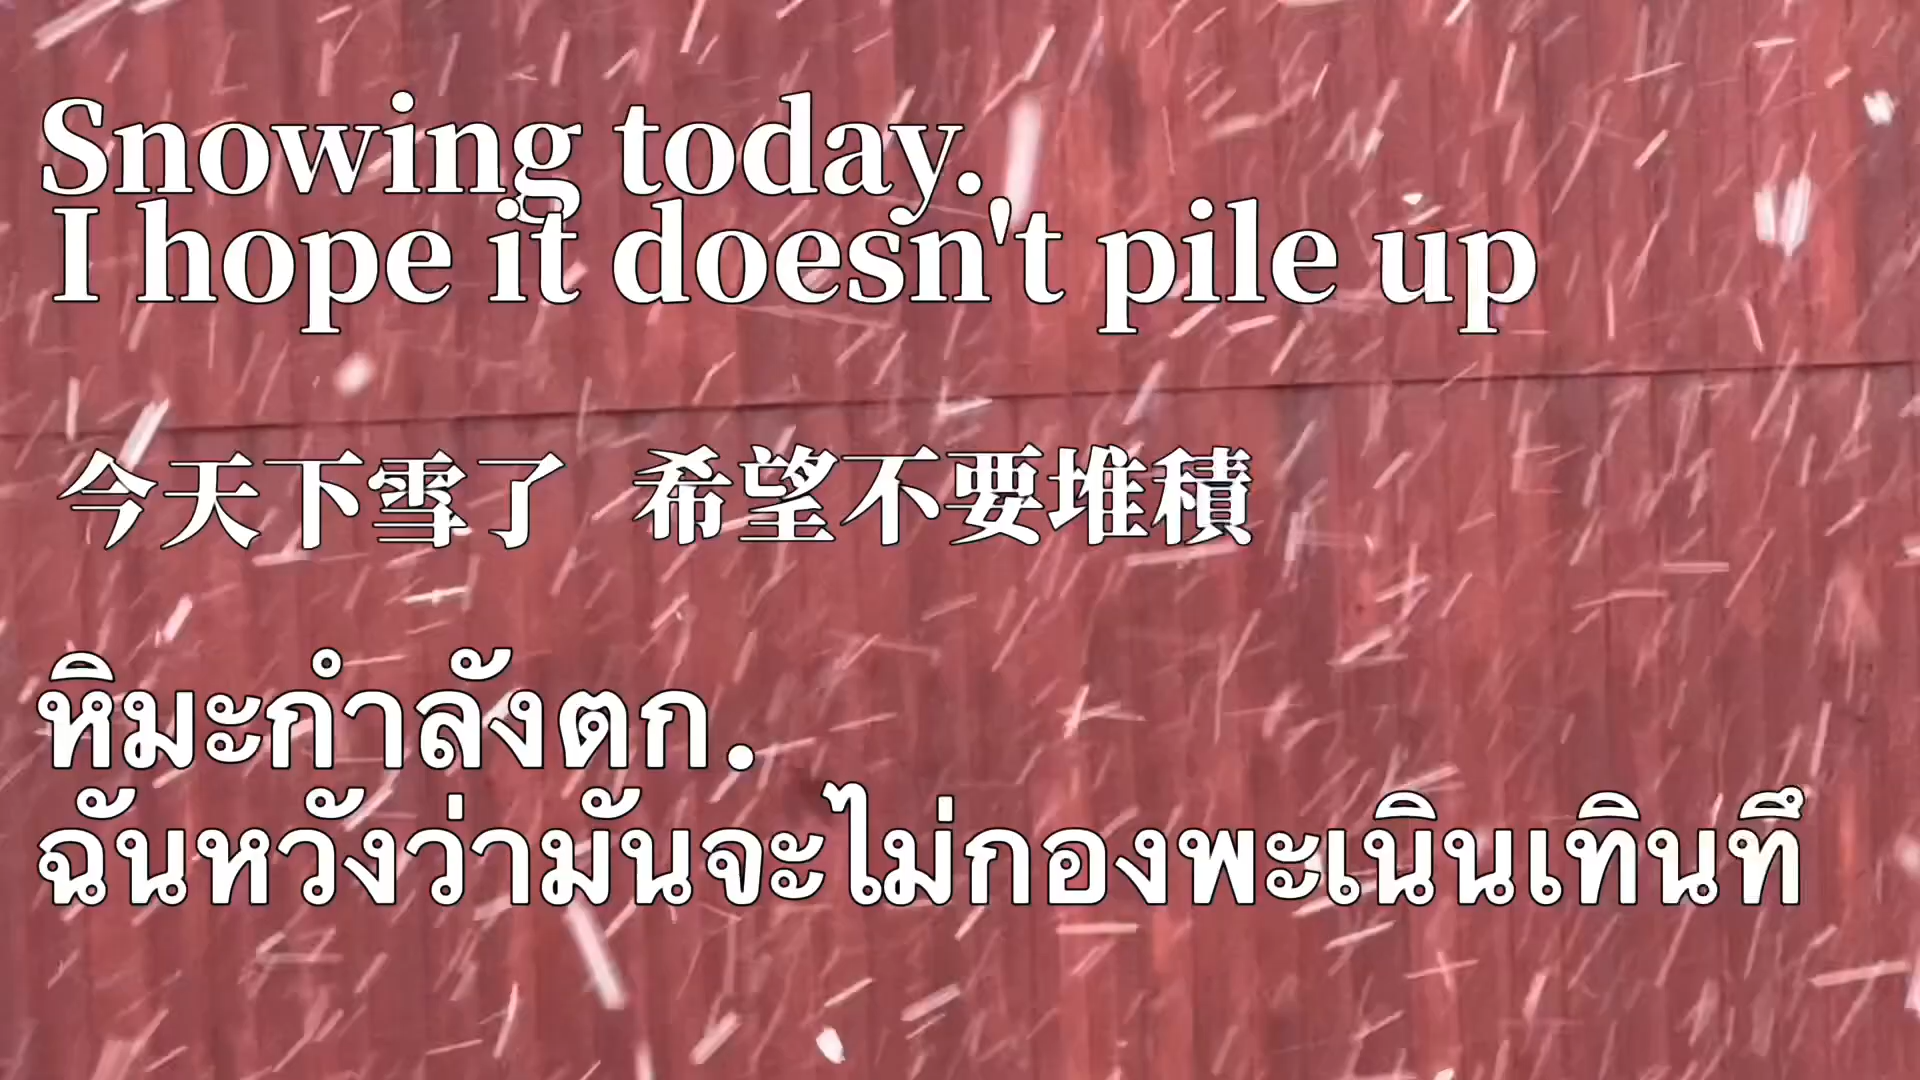 Snowing today.
I hope it doesn't pile up
今天下雪了 希望不要堆積
หิมะกำลังตก.
ฉันหวังว่ามันจะไม่กองพะเนินเทินทึ